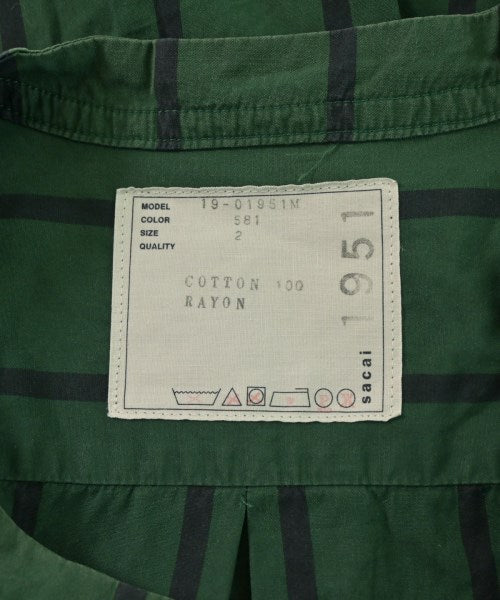 MODEL 19-01951M
COLOR 581
SIZE 2
QUALITY
COTTON 100
RAYON
sacai 1951